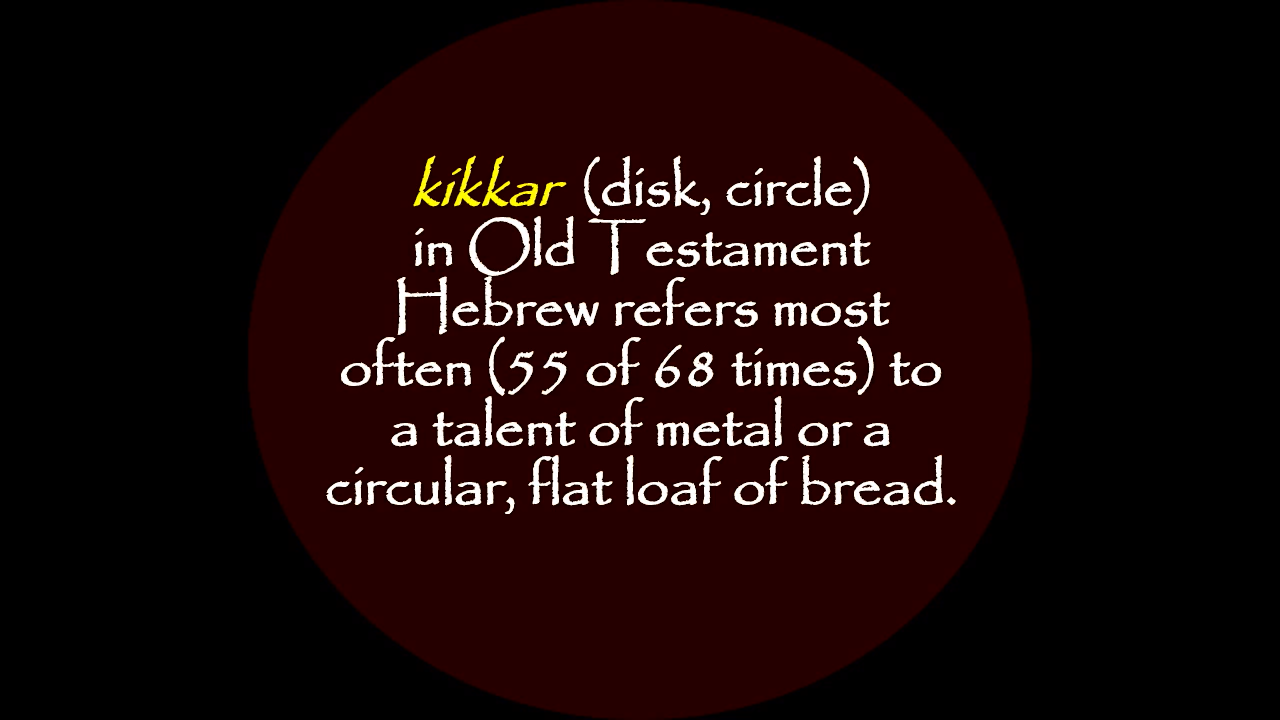 kikkar (disk, circle)
in Old Testament
Hebrew refers most
often (55 of 68 times) to
a talent of metal or a
circular, flat loaf of bread.